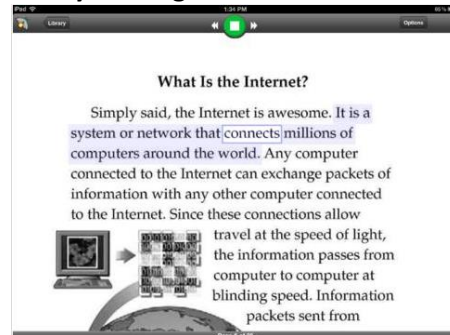 iPad
1:34 PM
Library
Options
What Is the Internet?
Simply said, the Internet is awesome. It is a
system or network that connects millions of
computers around the world. Any computer
connected to the Internet can exchange packets of
information with any other computer connected
to the Internet. Since these connections allow
travel at the speed of light,
the information passes from
computer to computer at
blinding speed. Information
packets sent from